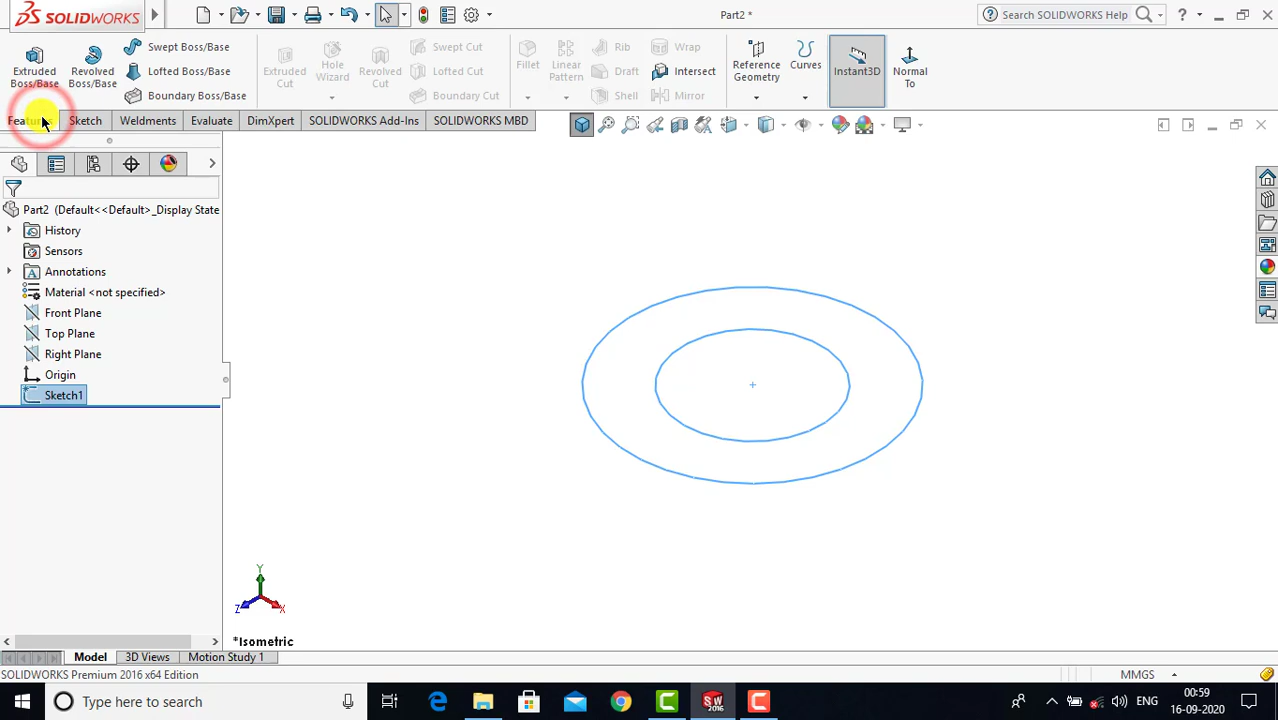 SOLIDWORKS
Part2 *
Search SOLIDWORKS Help
Extruded Boss/Base
Revolved Boss/Base
Swept Boss/Base
Lofted Boss/Base
Boundary Boss/Base
Extruded Cut
Hole Wizard
Revolved Cut
Swept Cut
Lofted Cut
Boundary Cut
Fillet
Linear Pattern
Rib
Draft
Shell
Wrap
Intersect
Mirror
Reference Geometry
Curves
Instant3D
Normal To
Features
Sketch
Weldments
Evaluate
DimXpert
SOLIDWORKS Add-Ins
SOLIDWORKS MBD
Part2 (Default<<Default>_Display State
History
Sensors
Annotations
Material <not specified>
Front Plane
Top Plane
Right Plane
Origin
Sketch1
Y
Z
X
*Isometric
Model
3D Views
Motion Study 1
SOLIDWORKS Premium 2016 x64 Edition
MMGS
Type here to search
SW
2016
ENG
00:59
16-09-2020